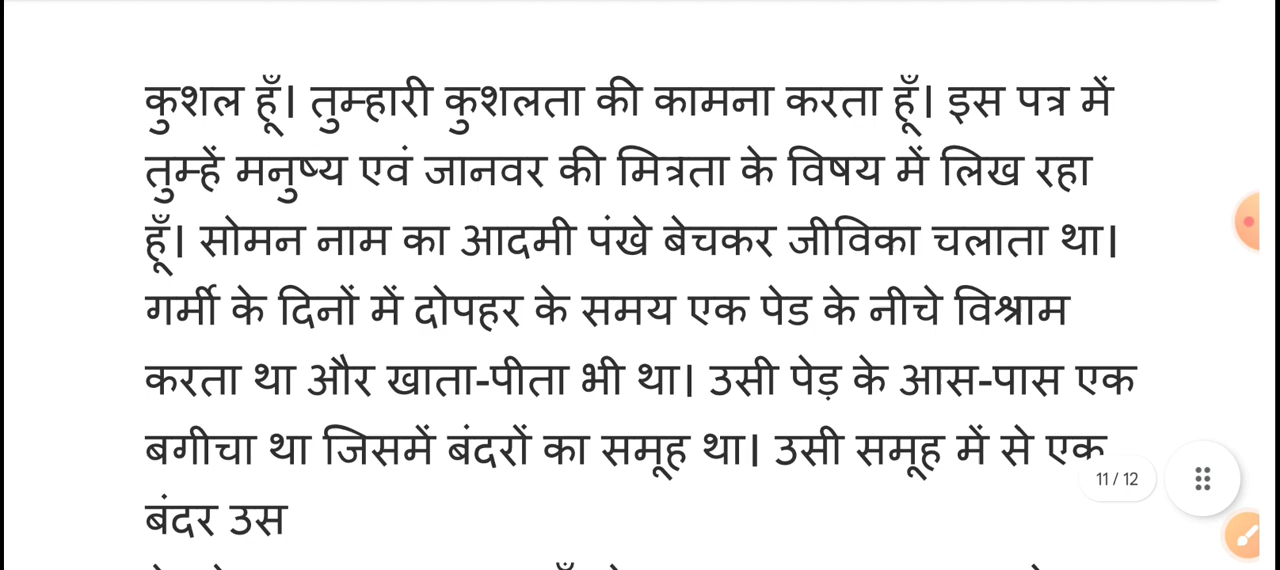 कुशल हूँ। तुम्हारी कुशलता की कामना करता हूँ। इस पत्र में
तुम्हें मनुष्य एवं जानवर की मित्रता के विषय में लिख रहा
हूँ। सोमन नाम का आदमी पंखे बेचकर जीविका चलाता था।
गर्मी के दिनों में दोपहर के समय एक पेड के नीचे विश्राम
करता था और खाता-पीता भी था। उसी पेड़ के आस-पास एक
बगीचा था जिसमें बंदरों का समूह था। उसी समूह में से एक
11 / 12
बंदर उस